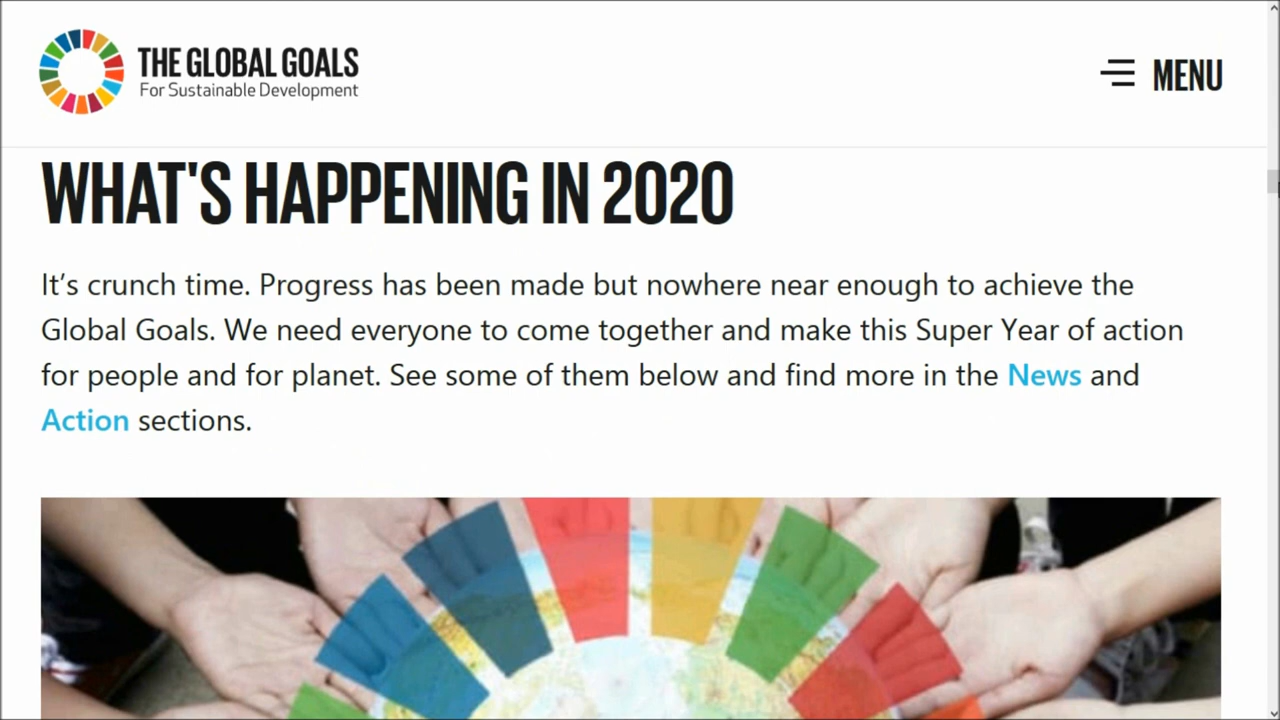 THE GLOBAL GOALS
For Sustainable Development
MENU
WHAT'S HAPPENING IN 2020
It’s crunch time. Progress has been made but nowhere near enough to achieve the
Global Goals. We need everyone to come together and make this Super Year of action
for people and for planet. See some of them below and find more in the News and
Action sections.